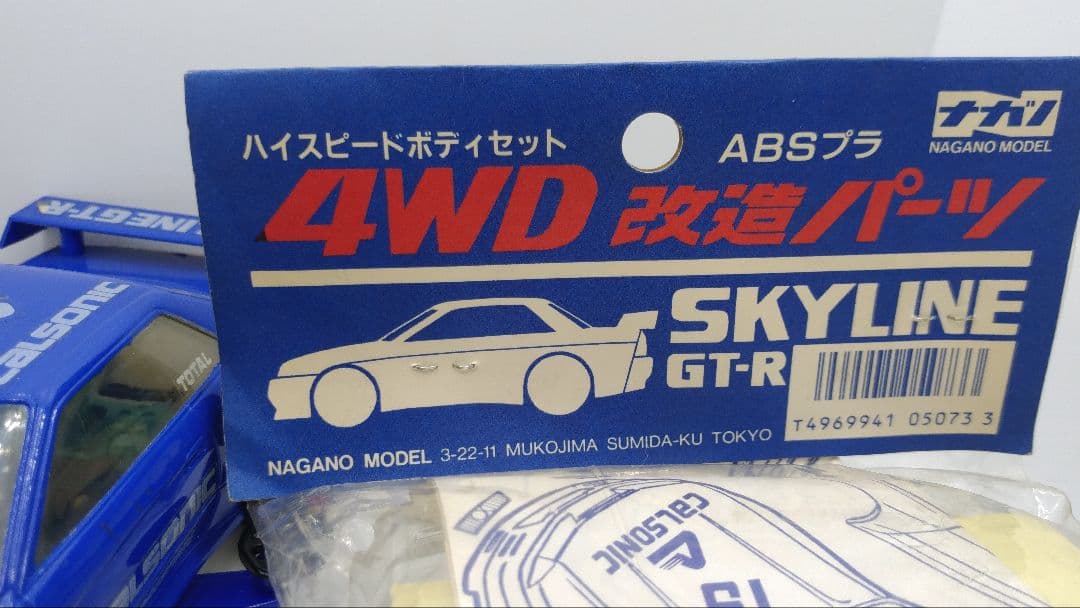 ナガノ
NAGANO MODEL
ハイスピードボディセット
ABSプラ
4WD 改造パーツ
SKYLINE
GT-R
T4969941 05073 3
NAGANO MODEL 3-22-11 MUKOJIMA SUMIDA-KU TOKYO
LINE GT-R
calsonic
TOTAL
CALSONIC